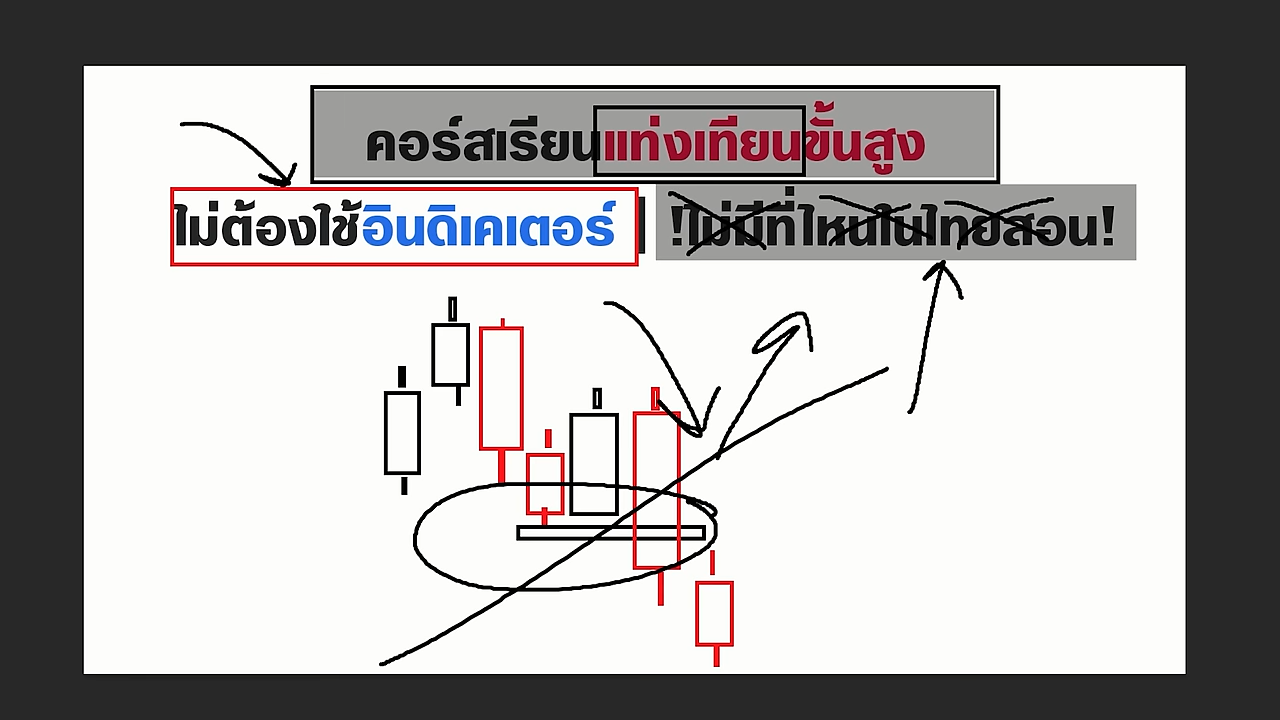 คอร์สเรียนแท่งเทียนขั้นสูง
ไม่ต้องใช้อินดิเคเตอร์ | !ไม่มีที่ไหนในไทยสอน!